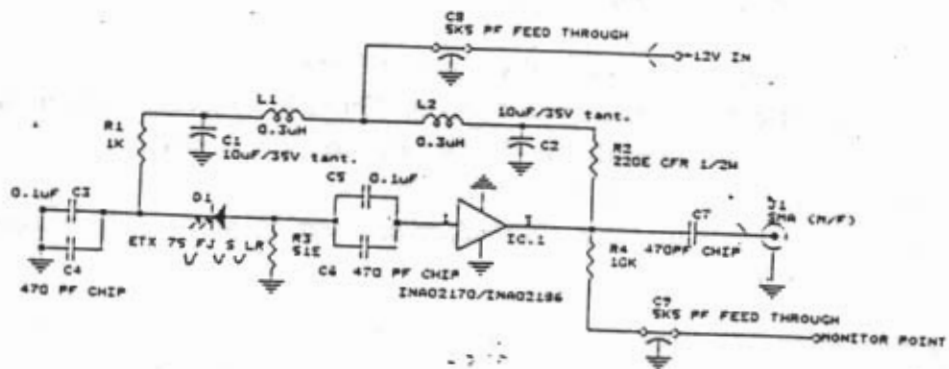 C8
5K5 PF FEED THROUGH
+12V IN
L1
0.3uH
L2
0.3uH
10uF/35V tant.
R1
1K
C1
10uF/35V tant.
C2
R2
220E CFR 1/2W
0.1uF
C3
D1
C5
0.1uF
1
3
IC.1
C7
470PF CHIP
J1
SMA (M/F)
ETX 75 FJ S LR
R3
51E
C4
470 PF CHIP
C6
470 PF CHIP
INA02170/INA02186
R4
10K
C9
5K5 PF FEED THROUGH
MONITOR POINT